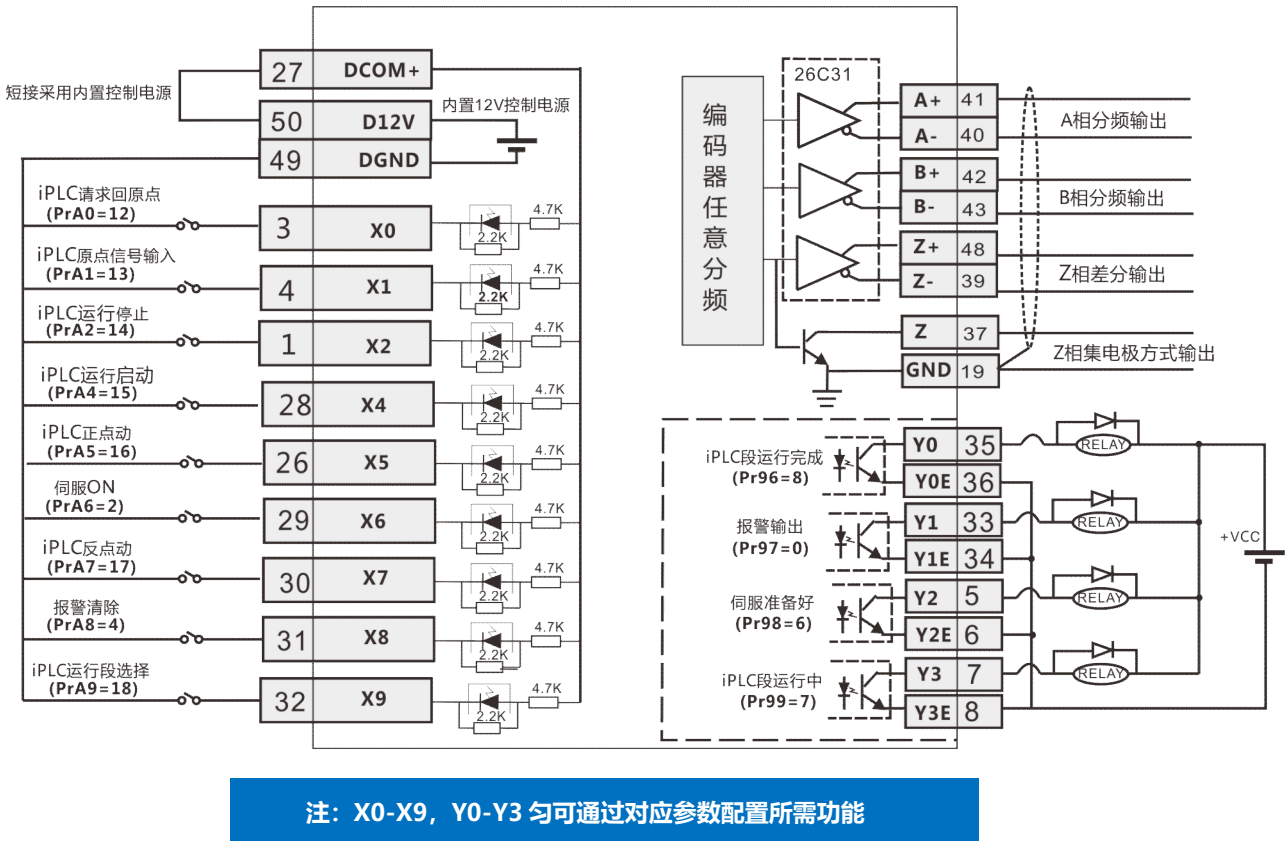 短接采用内置控制电源
27 DCOM+
50 D12V
49 DGND
内置12V控制电源
iPLC请求回原点
(PrA0=12)
3 X0
2.2K
4.7K
iPLC原点信号输入
(PrA1=13)
4 X1
2.2K
4.7K
iPLC运行停止
(PrA2=14)
1 X2
2.2K
4.7K
iPLC运行启动
(PrA4=15)
28 X4
2.2K
4.7K
iPLC正点动
(PrA5=16)
26 X5
2.2K
4.7K
伺服ON
(PrA6=2)
29 X6
2.2K
4.7K
iPLC反点动
(PrA7=17)
30 X7
2.2K
4.7K
报警清除
(PrA8=4)
31 X8
2.2K
4.7K
iPLC运行段选择
(PrA9=18)
32 X9
2.2K
4.7K
编码器任意分频
26C31
A+ 41
A- 40
A相分频输出
B+ 42
B- 43
B相分频输出
Z+ 48
Z- 39
Z相差分输出
Z 37
GND 19
Z相集电极方式输出
iPLC段运行完成
(Pr96=8)
Y0 35
Y0E 36
RELAY
报警输出
(Pr97=0)
Y1 33
Y1E 34
RELAY
+VCC
伺服准备好
(Pr98=6)
Y2 5
Y2E 6
RELAY
iPLC段运行中
(Pr99=7)
Y3 7
Y3E 8
RELAY
注：X0-X9，Y0-Y3 匀可通过对应参数配置所需功能